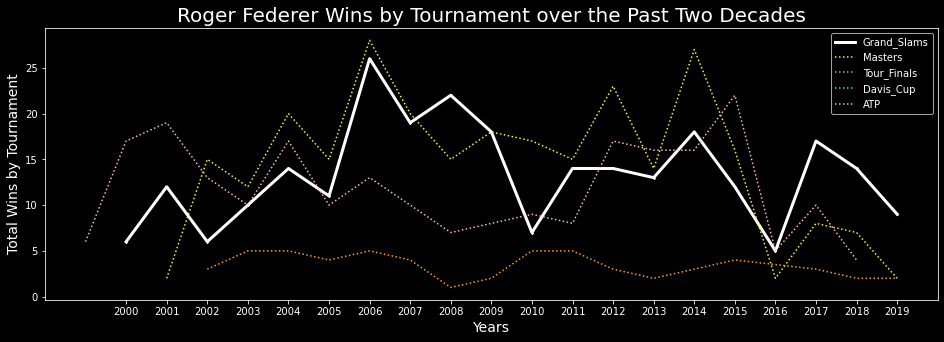 Roger Federer Wins by Tournament over the Past Two Decades
Grand_Slams
Masters
Tour_Finals
Davis_Cup
ATP
Total Wins by Tournament
25
20
15
10
5
0
2000 2001 2002 2003 2004 2005 2006 2007 2008 2009 2010 2011 2012 2013 2014 2015 2016 2017 2018 2019
Years